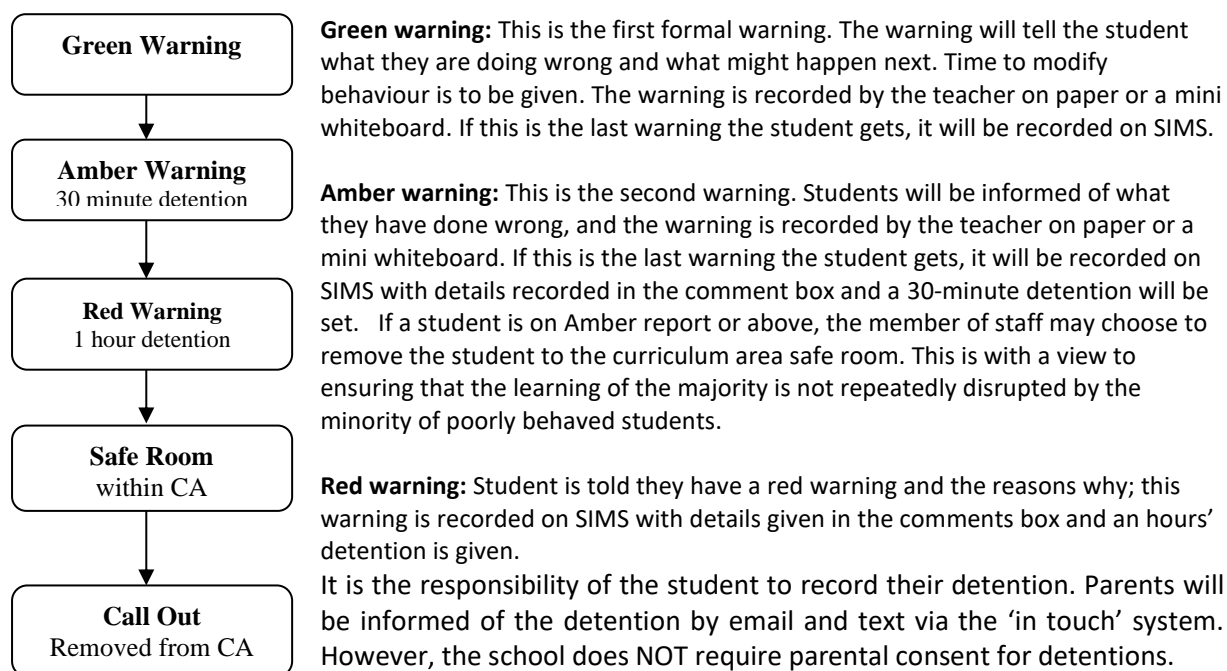 Green Warning
Amber Warning
30 minute detention
Red Warning
1 hour detention
Safe Room
within CA
Call Out
Removed from CA
Green warning: This is the first formal warning. The warning will tell the student
what they are doing wrong and what might happen next. Time to modify
behaviour is to be given. The warning is recorded by the teacher on paper or a mini
whiteboard. If this is the last warning the student gets, it will be recorded on SIMS.
Amber warning: This is the second warning. Students will be informed of what
they have done wrong, and the warning is recorded by the teacher on paper or a
mini whiteboard. If this is the last warning the student gets, it will be recorded on
SIMS with details recorded in the comment box and a 30-minute detention will be
set. If a student is on Amber report or above, the member of staff may choose to
remove the student to the curriculum area safe room. This is with a view to
ensuring that the learning of the majority is not repeatedly disrupted by the
minority of poorly behaved students.
Red warning: Student is told they have a red warning and the reasons why; this
warning is recorded on SIMS with details given in the comments box and an hours’
detention is given.
It is the responsibility of the student to record their detention. Parents will
be informed of the detention by email and text via the ‘in touch’ system.
However, the school does NOT require parental consent for detentions.